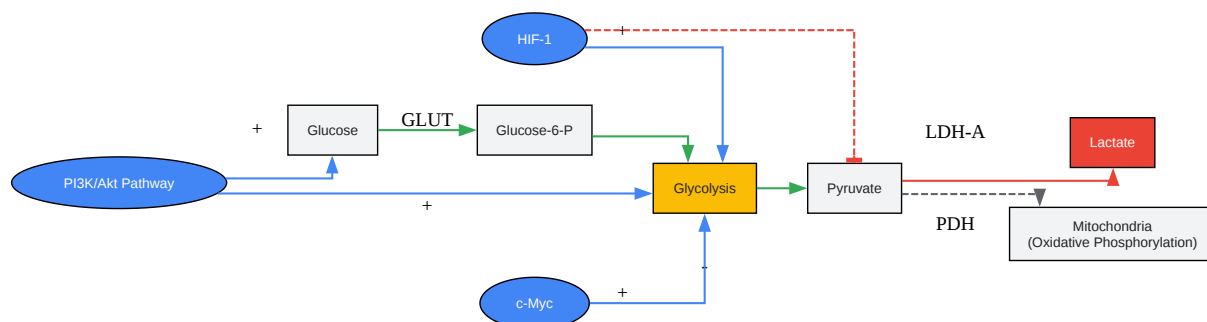 HIF-1
+
+
Glucose
GLUT
Glucose-6-P
LDH-A
Lactate
PI3K/Akt Pathway
Glycolysis
Pyruvate
+
PDH
Mitochondria
(Oxidative Phosphorylation)
-
+
c-Myc